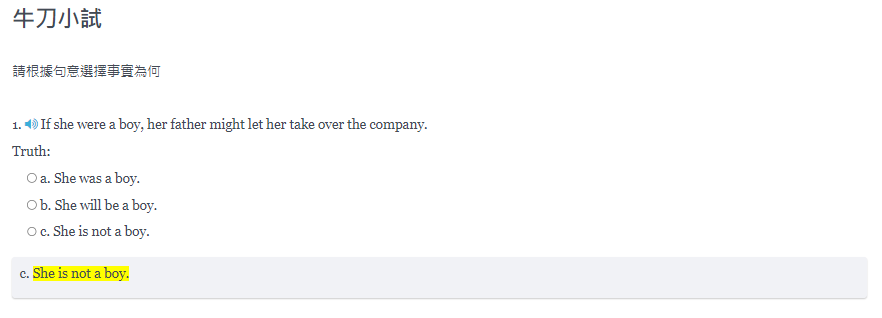 牛刀小試
請根據句意選擇事實為何
1. If she were a boy, her father might let her take over the company.
Truth:
a. She was a boy.
b. She will be a boy.
c. She is not a boy.
c. She is not a boy.